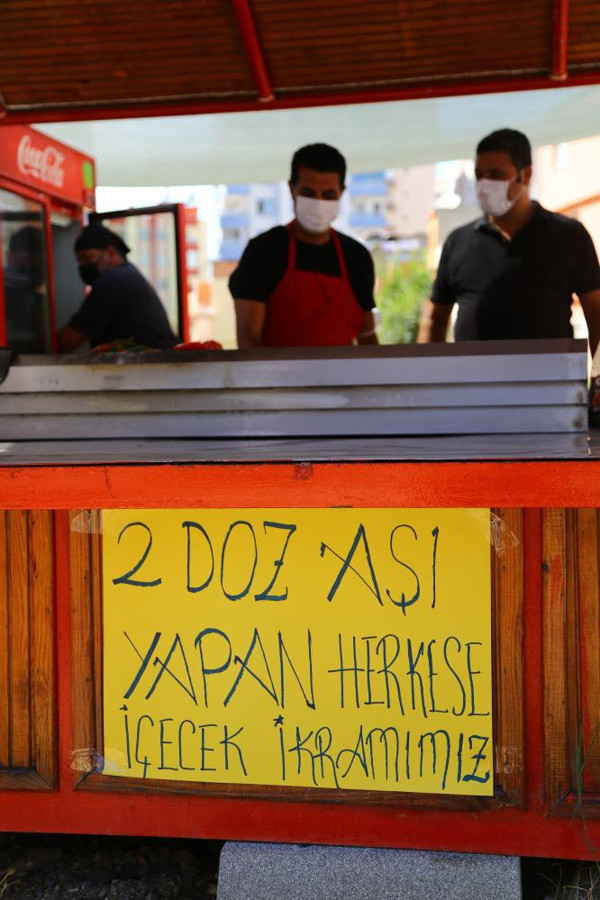 Coca-Cola
2 DOZ AŞI
YAPAN HERKESE
İÇECEK İKRAMIMIZ